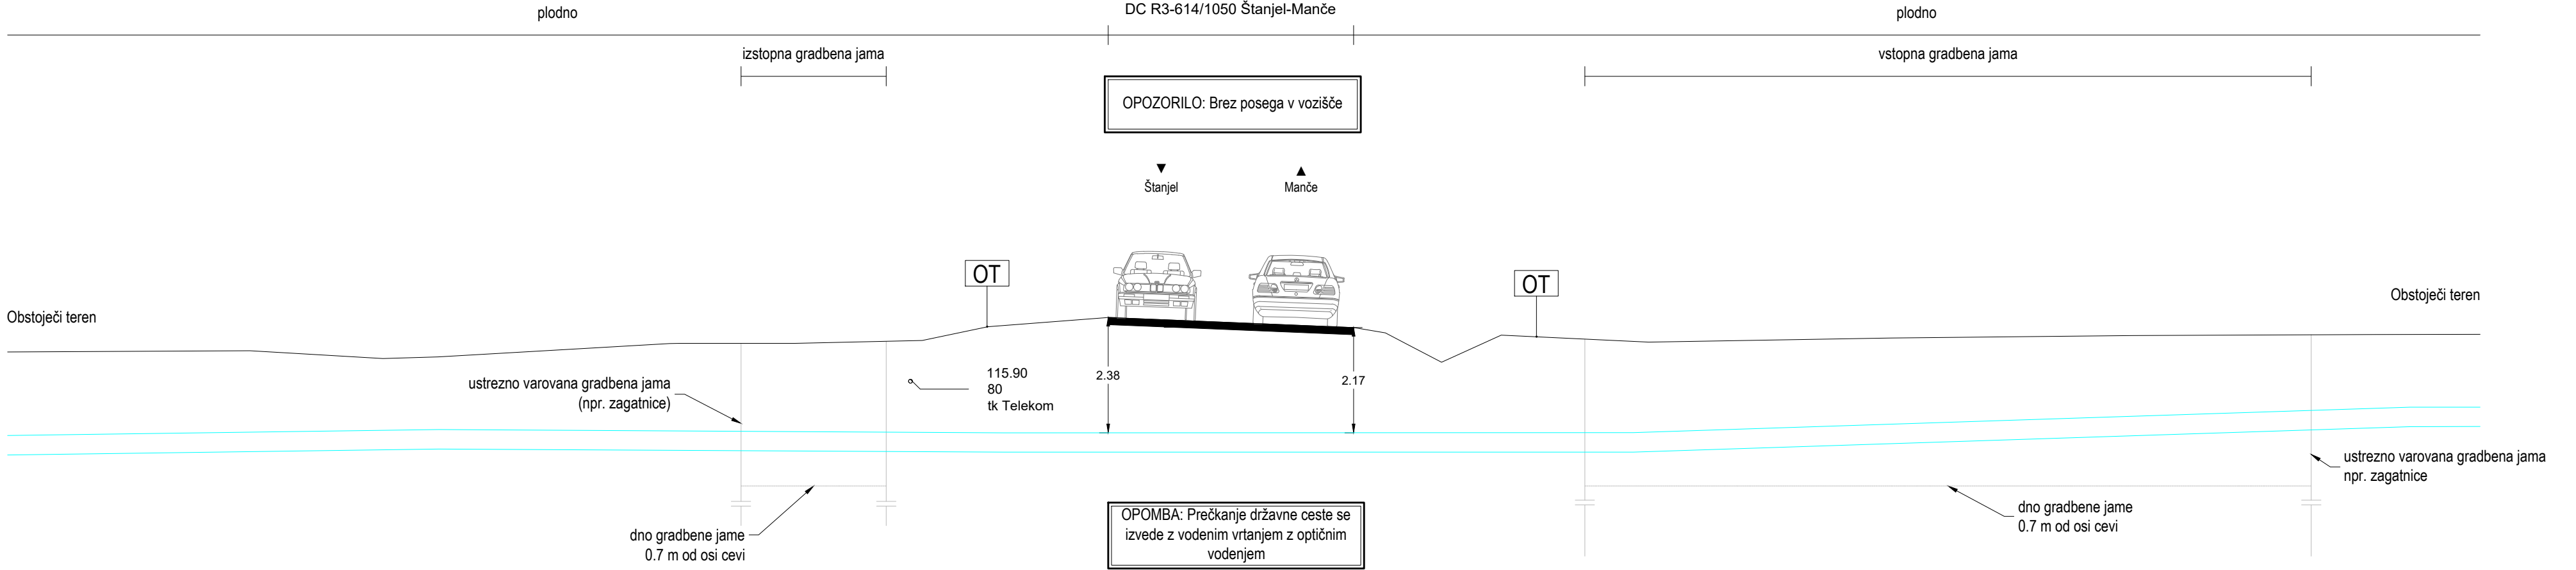 plodno
DC R3-614/1050 Štanjel-Manče
plodno
izstopna gradbena jama
vstopna gradbena jama
OPOZORILO: Brez posega v vozišče
Štanjel
Manče
OT
OT
Obstoječi teren
Obstoječi teren
115.90
80
tk Telekom
2.38
2.17
ustrezno varovana gradbena jama
(npr. zagatnice)
ustrezno varovana gradbena jama
npr. zagatnice
dno gradbene jame
0.7 m od osi cevi
OPOMBA: Prečkanje državne ceste se
izvede z vodenim vrtanjem z optičnim
vodenjem
dno gradbene jame
0.7 m od osi cevi